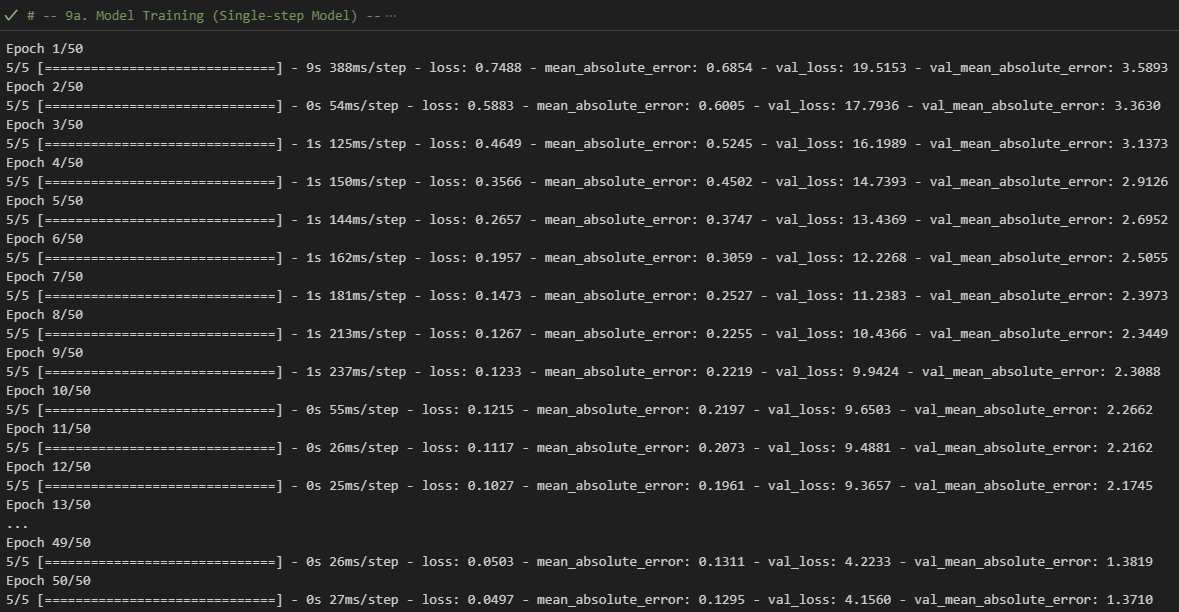 ✓ # -- 9a. Model Training (Single-step Model) -- ...
Epoch 1/50
5/5 [==============================] - 9s 388ms/step - loss: 0.7488 - mean_absolute_error: 0.6854 - val_loss: 19.5153 - val_mean_absolute_error: 3.5893
Epoch 2/50
5/5 [==============================] - 0s 54ms/step - loss: 0.5883 - mean_absolute_error: 0.6005 - val_loss: 17.7936 - val_mean_absolute_error: 3.3630
Epoch 3/50
5/5 [==============================] - 1s 125ms/step - loss: 0.4649 - mean_absolute_error: 0.5245 - val_loss: 16.1989 - val_mean_absolute_error: 3.1373
Epoch 4/50
5/5 [==============================] - 1s 150ms/step - loss: 0.3566 - mean_absolute_error: 0.4502 - val_loss: 14.7393 - val_mean_absolute_error: 2.9126
Epoch 5/50
5/5 [==============================] - 1s 144ms/step - loss: 0.2657 - mean_absolute_error: 0.3747 - val_loss: 13.4369 - val_mean_absolute_error: 2.6952
Epoch 6/50
5/5 [==============================] - 1s 162ms/step - loss: 0.1957 - mean_absolute_error: 0.3059 - val_loss: 12.2268 - val_mean_absolute_error: 2.5055
Epoch 7/50
5/5 [==============================] - 1s 181ms/step - loss: 0.1473 - mean_absolute_error: 0.2527 - val_loss: 11.2383 - val_mean_absolute_error: 2.3973
Epoch 8/50
5/5 [==============================] - 1s 213ms/step - loss: 0.1267 - mean_absolute_error: 0.2255 - val_loss: 10.4366 - val_mean_absolute_error: 2.3449
Epoch 9/50
5/5 [==============================] - 1s 237ms/step - loss: 0.1233 - mean_absolute_error: 0.2219 - val_loss: 9.9424 - val_mean_absolute_error: 2.3088
Epoch 10/50
5/5 [==============================] - 0s 55ms/step - loss: 0.1215 - mean_absolute_error: 0.2197 - val_loss: 9.6503 - val_mean_absolute_error: 2.2662
Epoch 11/50
5/5 [==============================] - 0s 26ms/step - loss: 0.1117 - mean_absolute_error: 0.2073 - val_loss: 9.4881 - val_mean_absolute_error: 2.2162
Epoch 12/50
5/5 [==============================] - 0s 25ms/step - loss: 0.1027 - mean_absolute_error: 0.1961 - val_loss: 9.3657 - val_mean_absolute_error: 2.1745
Epoch 13/50
...
Epoch 49/50
5/5 [==============================] - 0s 26ms/step - loss: 0.0503 - mean_absolute_error: 0.1311 - val_loss: 4.2233 - val_mean_absolute_error: 1.3819
Epoch 50/50
5/5 [==============================] - 0s 27ms/step - loss: 0.0497 - mean_absolute_error: 0.1295 - val_loss: 4.1560 - val_mean_absolute_error: 1.3710